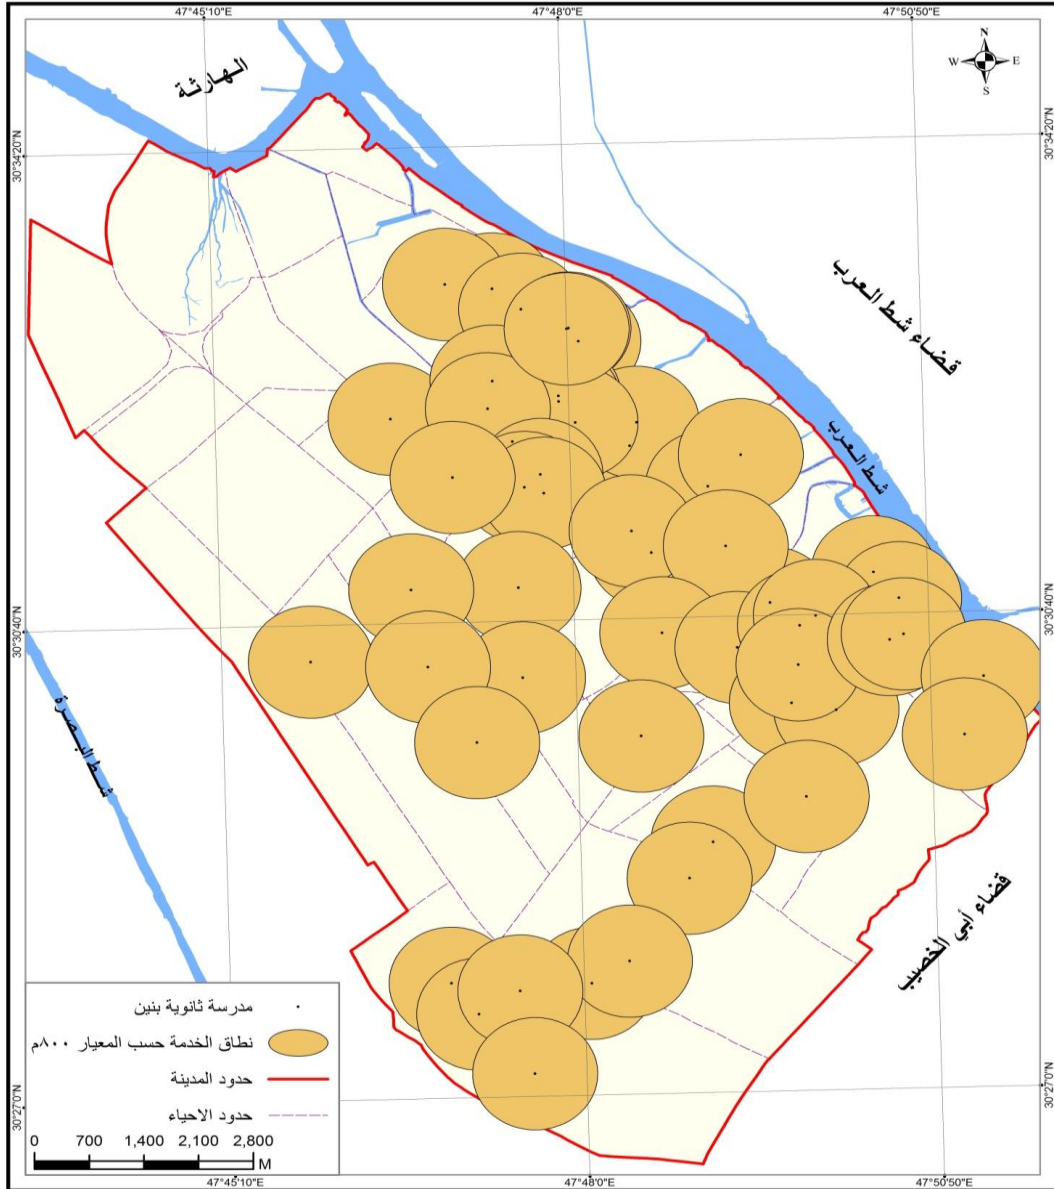 47°45'10"E 47°48'0"E 47°50'50"E
N
W E
S
الهارثة
30°34'20"N 30°34'20"N
قضاء شط العرب
شط العرب
30°30'40"N 30°30'40"N
شط البصرة
قضاء أبي الخصيب
مدرسة ثانوية بنين
نطاق الخدمة حسب المعيار ٨٠٠م
حدود المدينة
حدود الاحياء
0 700 1,400 2,100 2,800
M
30°27'0"N 30°27'0"N
47°45'10"E 47°48'0"E 47°50'50"E